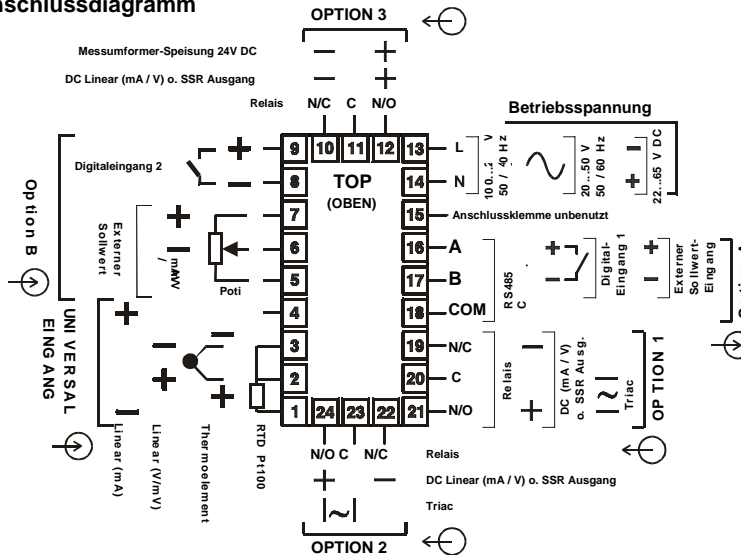 nschlussdiagramm
OPTION 3
Messumformer-Speisung 24V DC
DC Linear (mA / V) o. SSR Ausgang
Relais N/C C N/O
Betriebsspannung
9 10 11 12 13 L
8 TOP 14 N
(OBEN)
7 15 Anschlussklemme unbenutzt
6 16 A
5 17 B
4 18 COM
3 19 N/C
2 20 C
1 24 23 22 21 N/O
50 / 40 Hz
20...50 V
50 / 60 Hz
22...65 V DC
Digitaleingang 2
Option B
Externer
Sollwert
Poti
RS485
C
Digital-
Eingang 1
Externer
Sollwert-
Eingang
UNIVERSAL
EINGANG
Linear (mA)
Linear (V/mV)
Thermoelement
RTD Pt100
Relais
DC (mA / V)
o. SSR Ausg.
Triac
OPTION 1
N/O C N/C Relais
DC Linear (mA / V) o. SSR Ausgang
Triac
OPTION 2